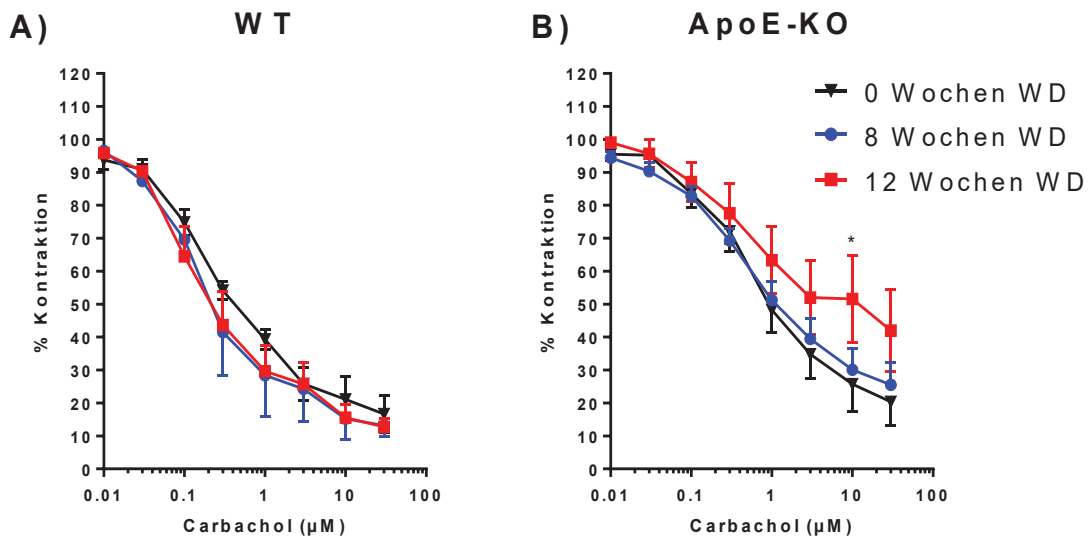 A) WT
B) ApoE-KO
120
110
100
90
80
70
60
50
40
30
20
10
0
% Kontraktion
0.01 0.1 1 10 100
Carbachol (µM)
120
110
100
90
80
70
60
50
40
30
20
10
0
% Kontraktion
*
0.01 0.1 1 10 100
Carbachol (µM)
0 Wochen WD
8 Wochen WD
12 Wochen WD